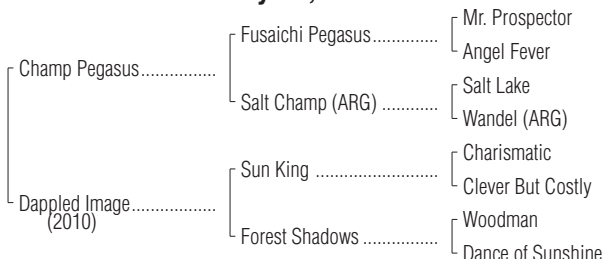 Mr. Prospector
Fusaichi Pegasus..............
Angel Fever
Champ Pegasus................
Salt Lake
Salt Champ (ARG) ............
Wandel (ARG)
Charismatic
Sun King ..........................
Clever But Costly
Dappled Image..................
(2010)
Woodman
Forest Shadows ................
Dance of Sunshine